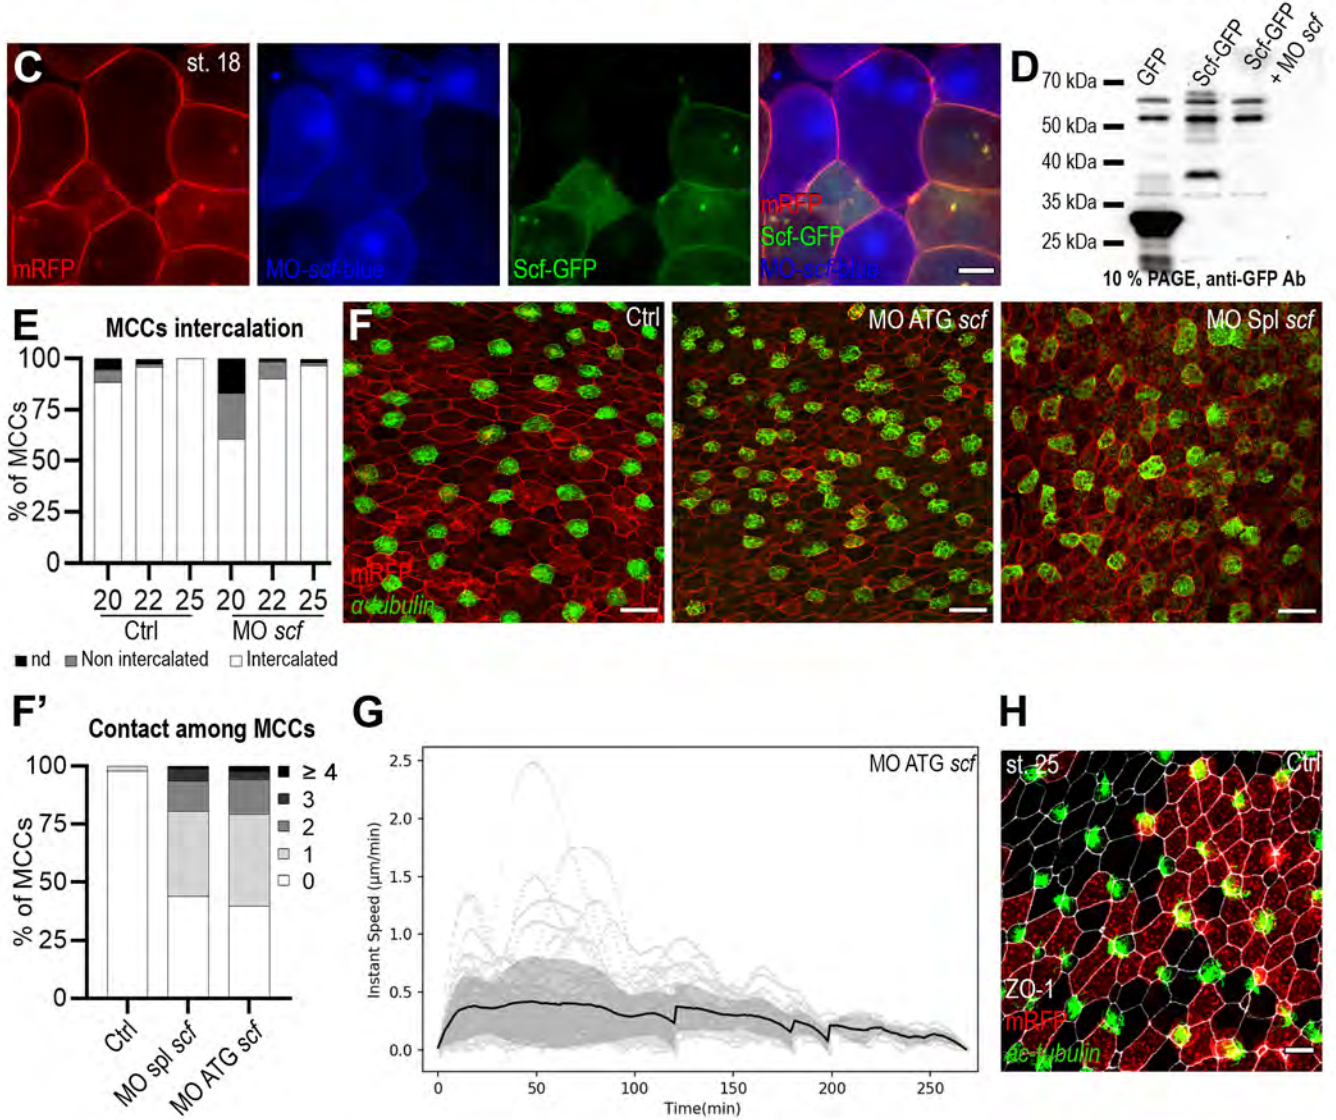 C
st. 18
mRFP
MO-scf-blue
Scf-GFP
mRFP
Scf-GFP
MO-scf-blue
D
GFP
Scf-GFP
Scf-GFP
+ MO scf
70 kDa
50 kDa
40 kDa
35 kDa
25 kDa
10 % PAGE, anti-GFP Ab
E
MCCs intercalation
% of MCCs
100
75
50
25
0
20 22 25 20 22 25
Ctrl MO scf
nd Non intercalated Intercalated
F
Ctrl
mRFP
α-tubulin
MO ATG scf
MO Spl scf
F’
Contact among MCCs
% of MCCs
100
75
50
25
0
≥ 4
3
2
1
0
Ctrl
MO spl scf
MO ATG scf
G
MO ATG scf
Instant Speed (μm/min)
2.5
2.0
1.5
1.0
0.5
0.0
0 50 100 150 200 250
Time(min)
H
st. 25
Ctrl
ZO-1
mRFP
ac-tubulin